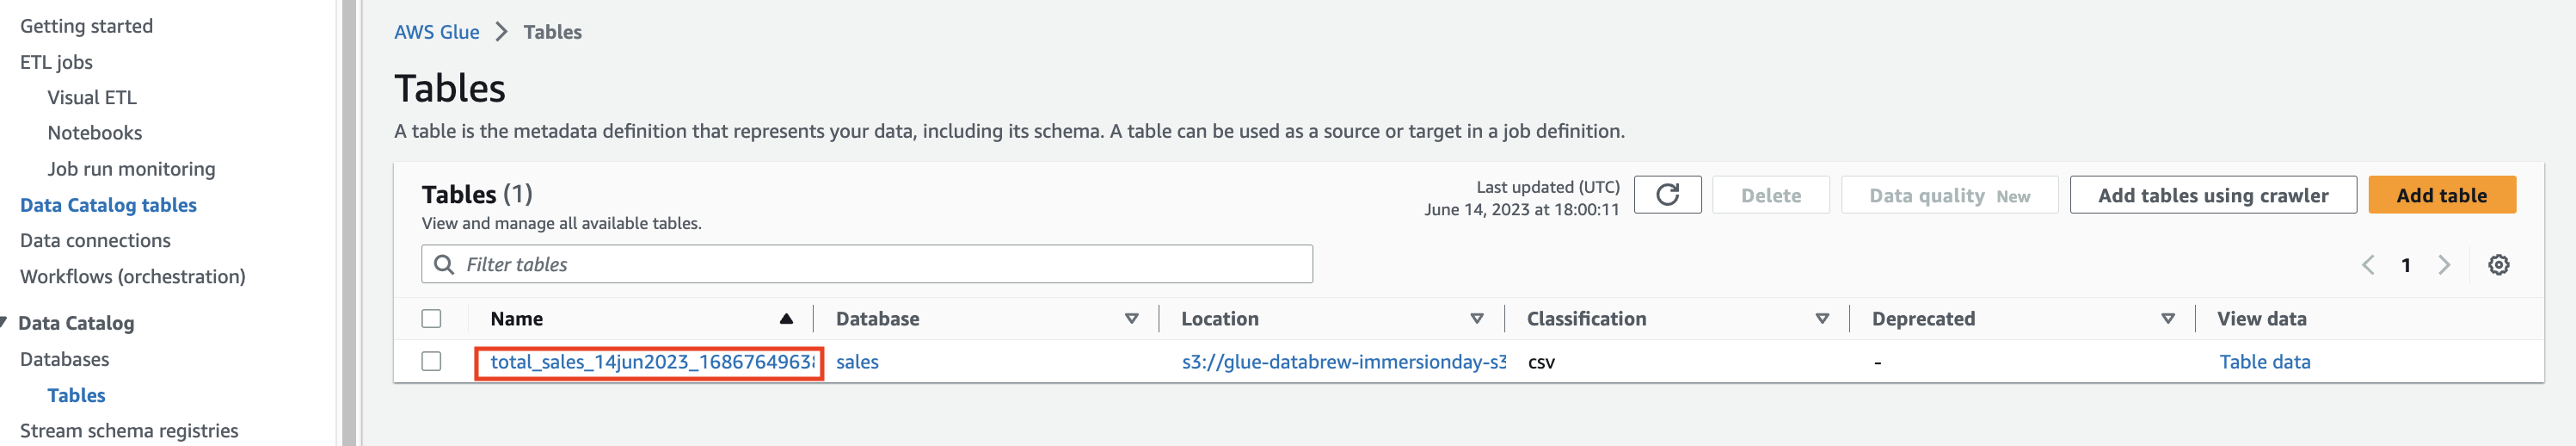 Getting started
ETL jobs
Visual ETL
Notebooks
Job run monitoring
Data Catalog tables
Data connections
Workflows (orchestration)
Data Catalog
Databases
Tables
Stream schema registries
AWS Glue > Tables
Tables
A table is the metadata definition that represents your data, including its schema. A table can be used as a source or target in a job definition.
Tables (1)
View and manage all available tables.
Last updated (UTC)
June 14, 2023 at 18:00:11
Delete
Data quality New
Add tables using crawler
Add table
Filter tables
1
Name Database Location Classification Deprecated View data
total_sales_14jun2023_1686764963 sales s3://glue-databrew-immersionday-s3 csv - Table data